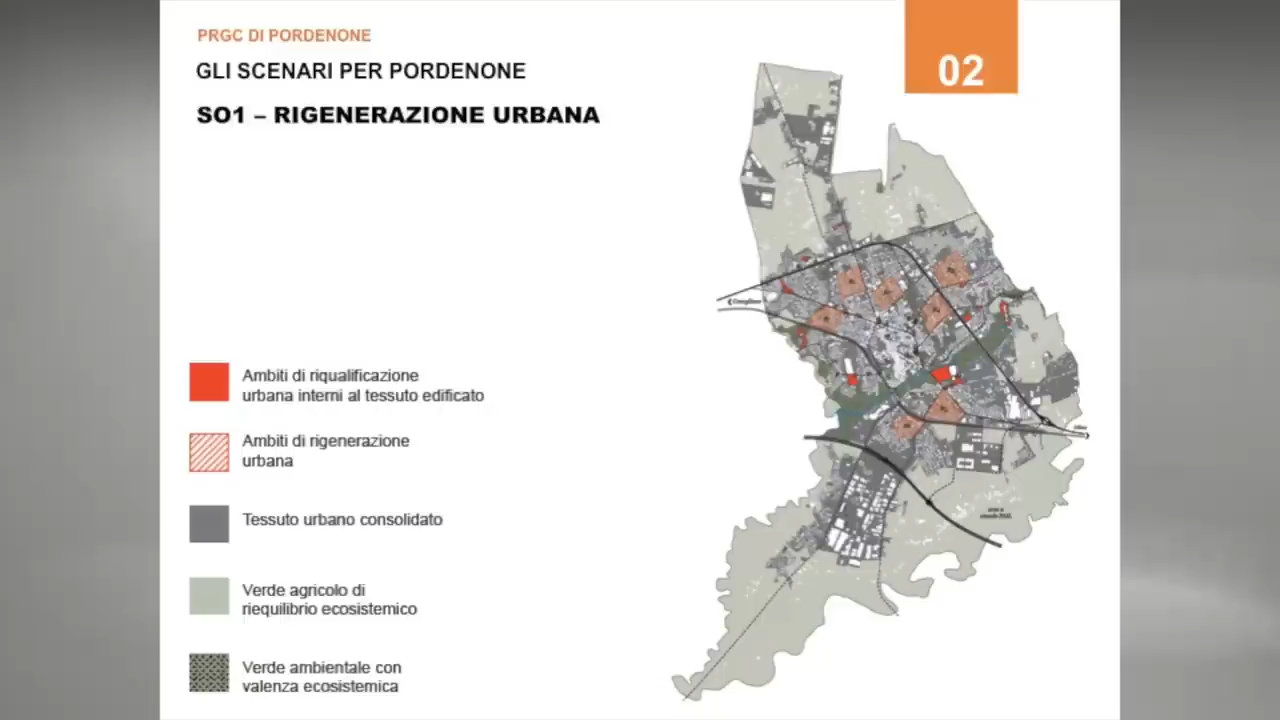 PRGC DI PORDENONE
GLI SCENARI PER PORDENONE
SO1 – RIGENERAZIONE URBANA
02
Ambiti di riqualificazione
urbana interni al tessuto edificato
Ambiti di rigenerazione
urbana
Tessuto urbano consolidato
Verde agricolo di
riequilibrio ecosistemico
Verde ambientale con
valenza ecosistemica